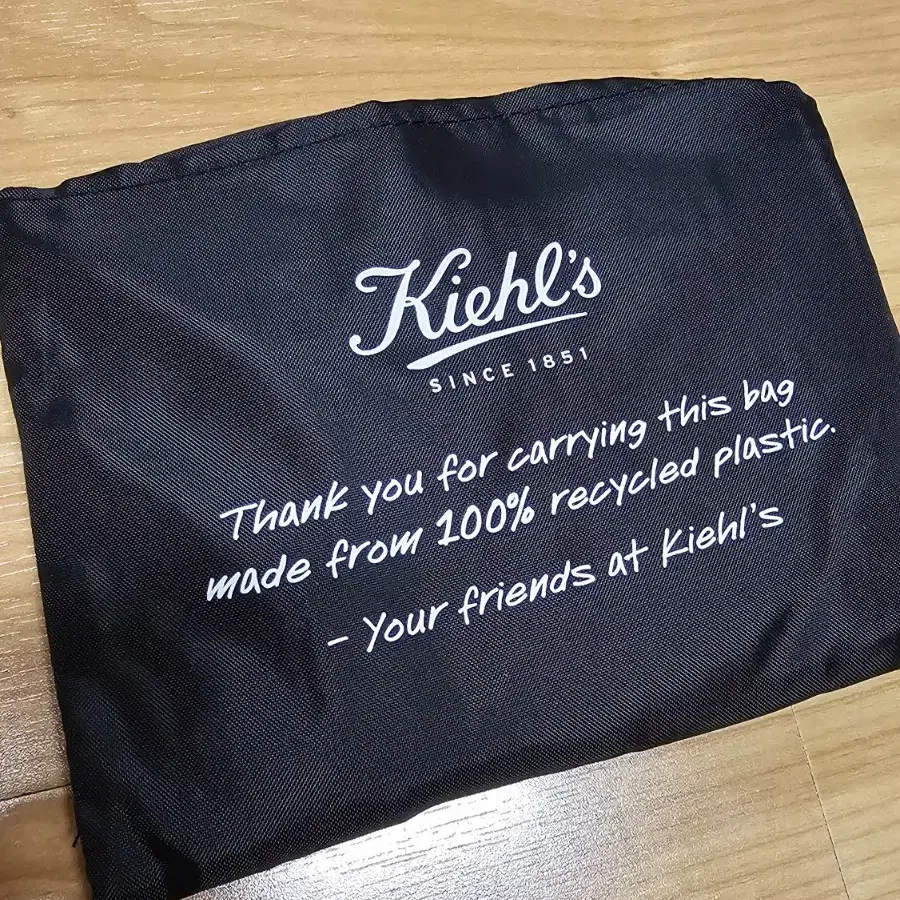 Kiehl's
SINCE 1851
Thank you for carrying this bag
made from 100% recycled plastic.
– Your friends at Kiehl's